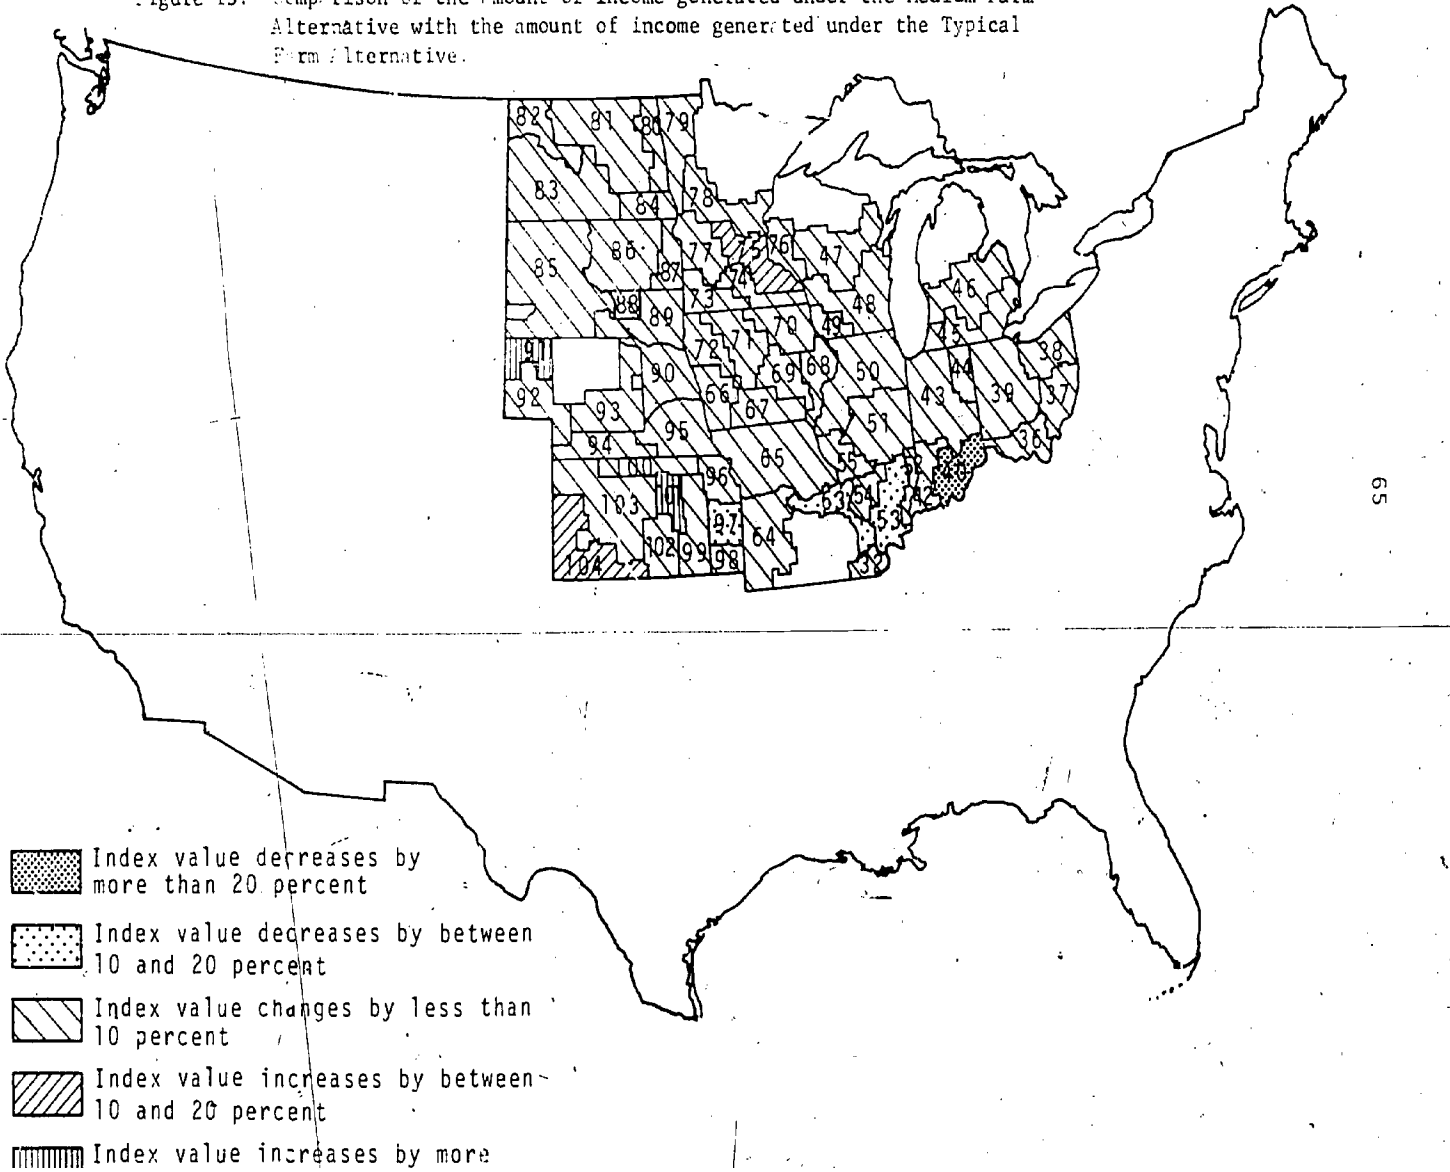 Alternative with the amount of income generated under the Typical
82 81 80 79
83 84 78
85 86 87 77 75 76 47
88 89 73 74 70 49 48 46
91 90 72 71 69 68 50 45 44 38
92 93 66 67 43 39 37
94 95 65 51 36
100 96 55 52 40
103 97 63 54 42
104 102 99 98 64 53 32
65
Index value decreases by
more than 20 percent
Index value decreases by between
10 and 20 percent
Index value changes by less than
10 percent
Index value increases by between
10 and 20 percent
Index value increases by more